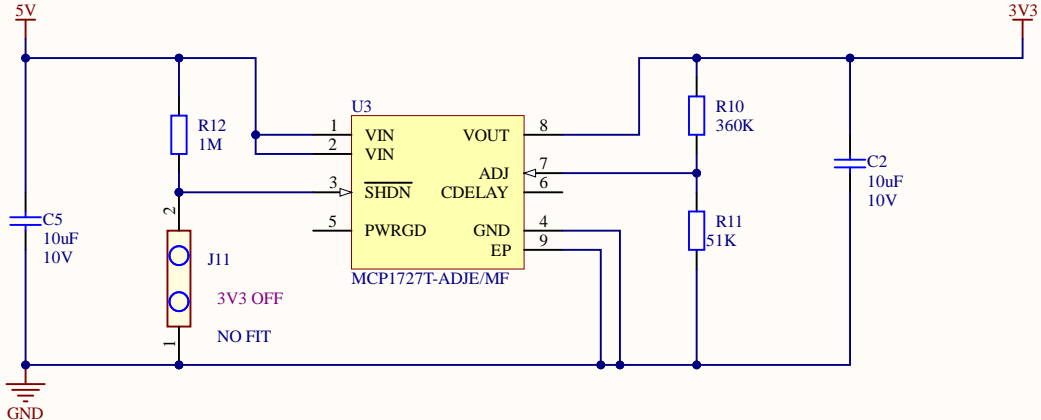 5V
3V3
U3
R12
1M
1
2
3
5
VIN
VIN
SHDN
PWRGD
VOUT
ADJ
CDELAY
GND
EP
8
7
6
4
9
MCP1727T-ADJE/MF
R10
360K
R11
51K
C2
10uF
10V
C5
10uF
10V
2
J11
3V3 OFF
NO FIT
1
GND